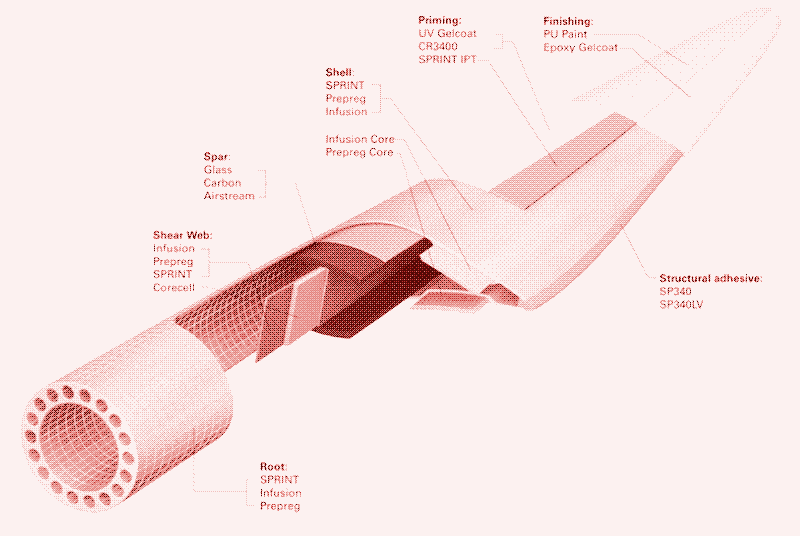 Priming:
UV Gelcoat
CR3400
SPRINT IPT
Finishing:
PU Paint
Epoxy Gelcoat
Shell:
SPRINT
Prepreg
Infusion
Infusion Core
Prepreg Core
Spar:
Glass
Carbon
Airstream
Shear Web:
Infusion
Prepreg
SPRINT
Corecell
Structural adhesive:
SP340
SP340LV
Root:
SPRINT
Infusion
Prepreg